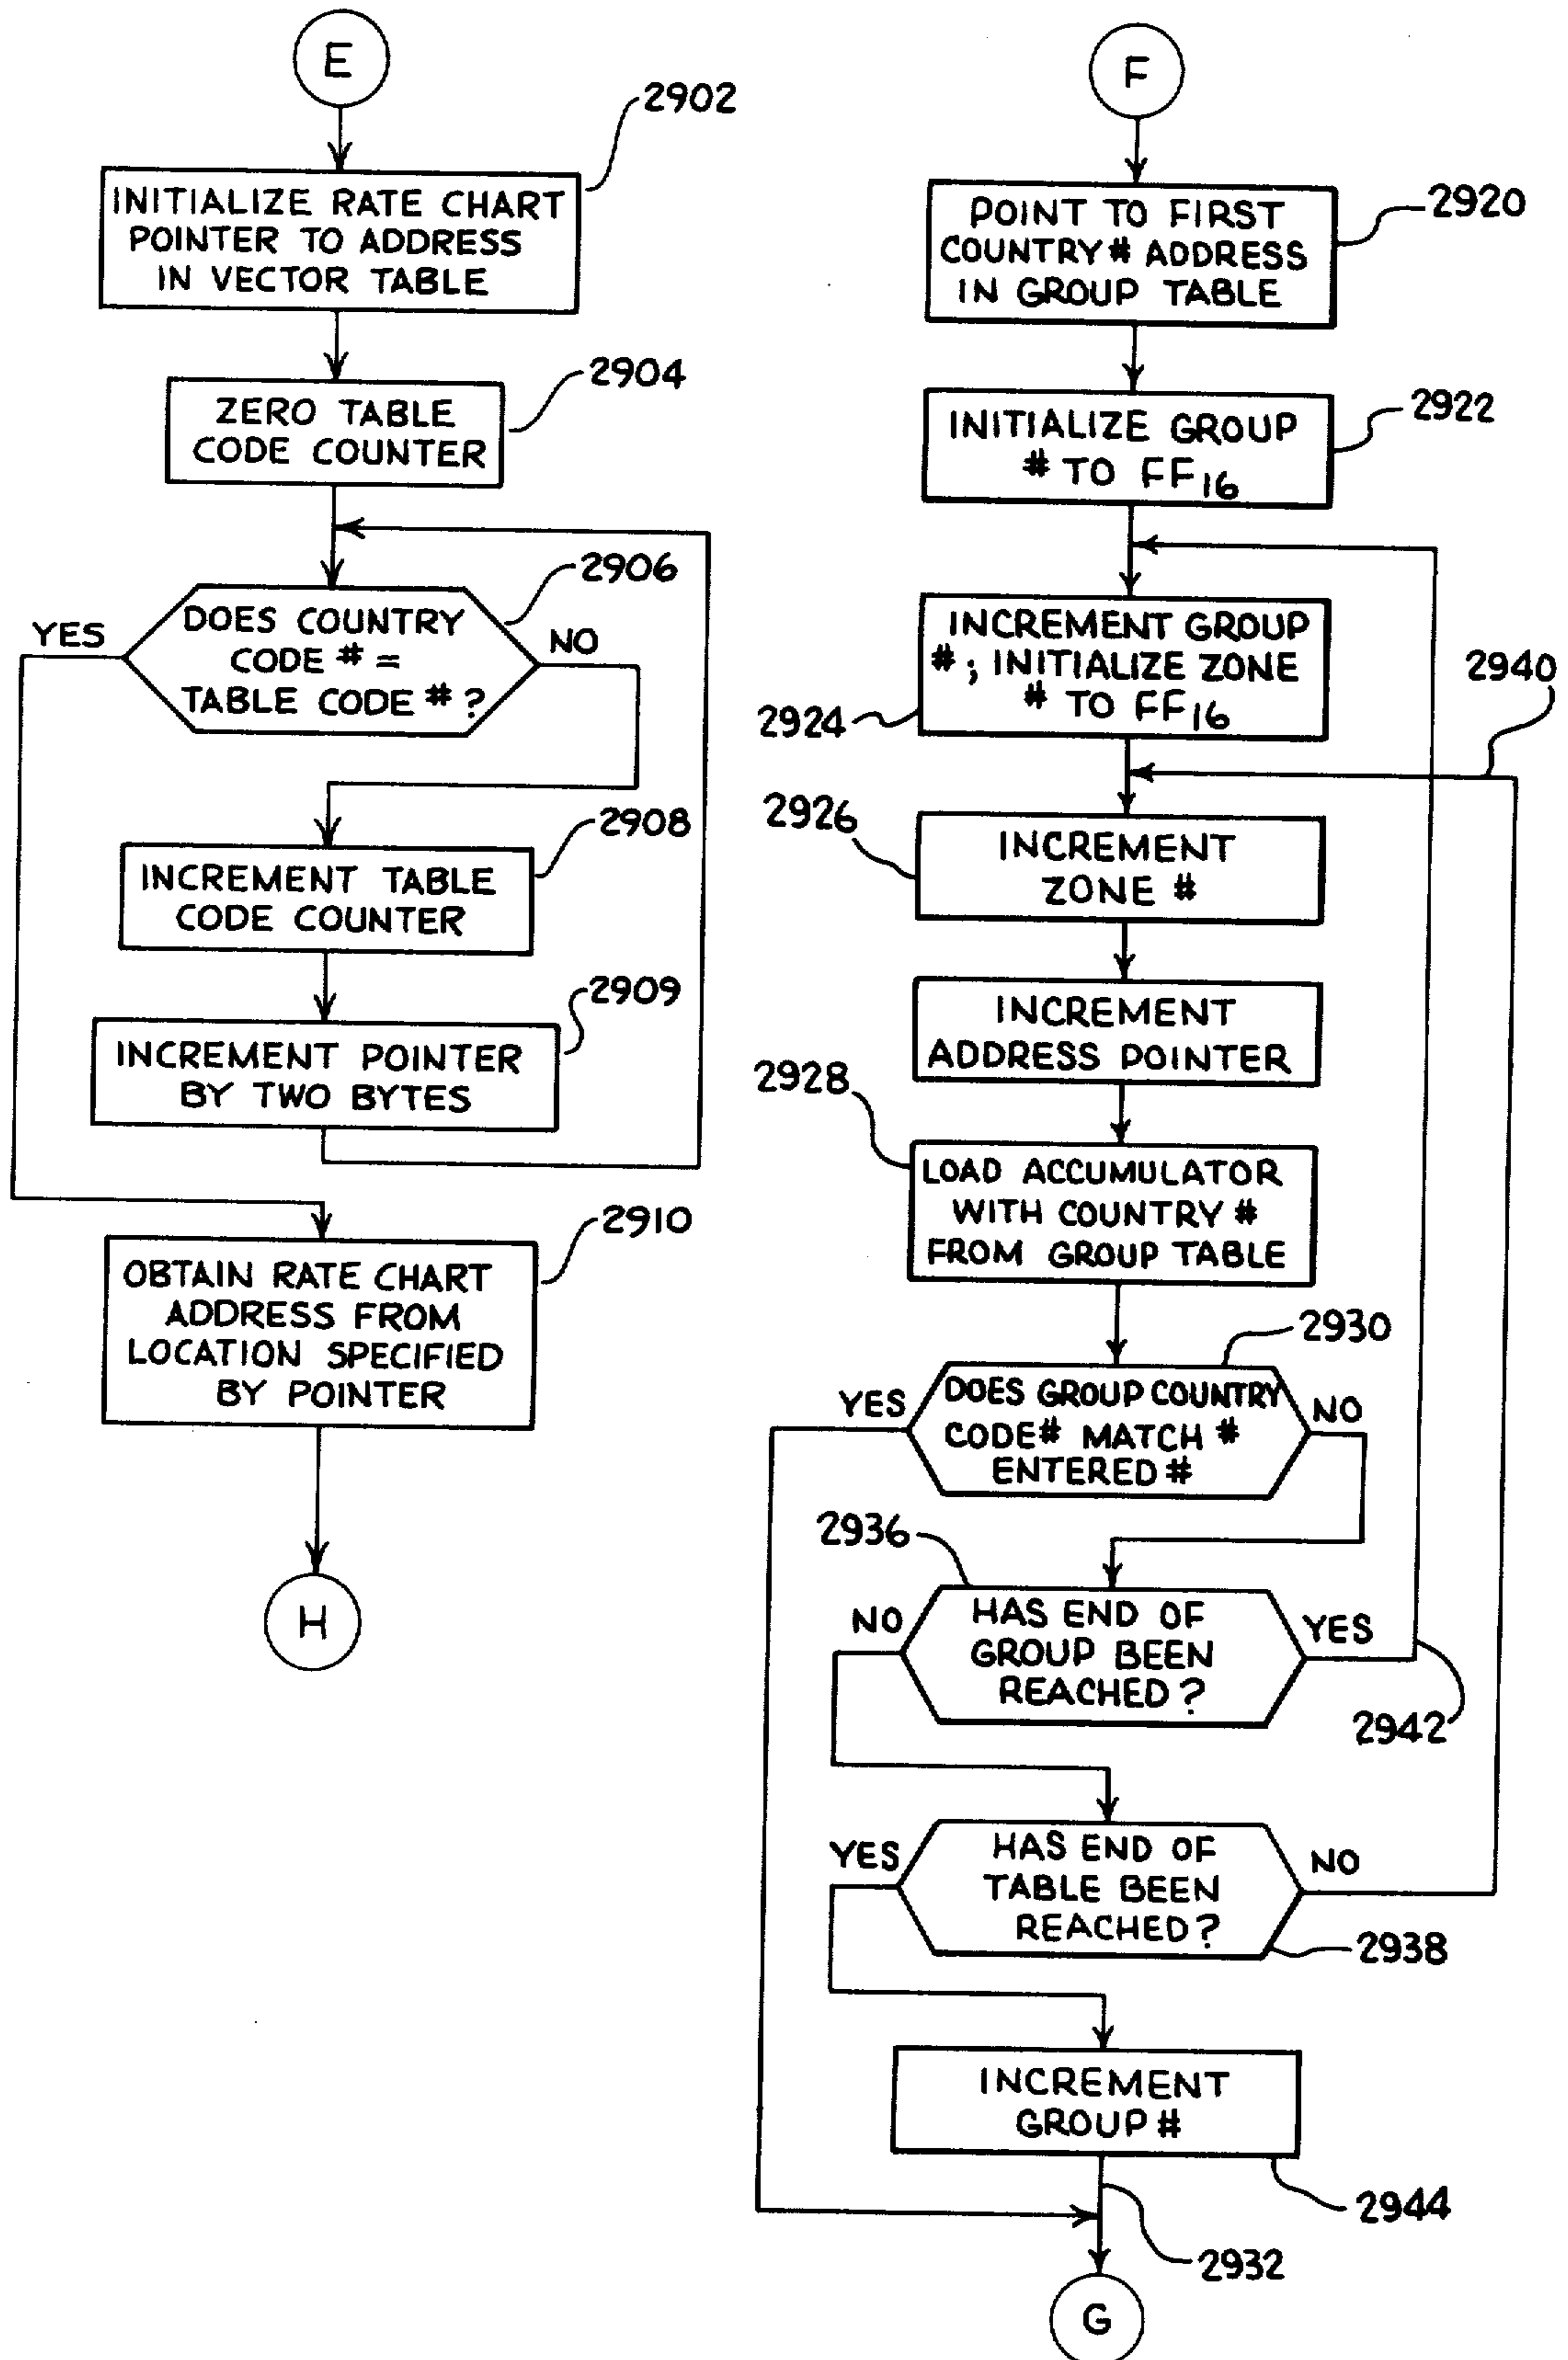 E
2902
INITIALIZE RATE CHART
POINTER TO ADDRESS
IN VECTOR TABLE
2904
ZERO TABLE
CODE COUNTER
2906
YES
DOES COUNTRY
CODE # =
TABLE CODE # ?
NO
2908
INCREMENT TABLE
CODE COUNTER
2909
INCREMENT POINTER
BY TWO BYTES
2910
OBTAIN RATE CHART
ADDRESS FROM
LOCATION SPECIFIED
BY POINTER
H
F
2920
POINT TO FIRST
COUNTRY # ADDRESS
IN GROUP TABLE
2922
INITIALIZE GROUP
# TO FF16
INCREMENT GROUP
# ; INITIALIZE ZONE
# TO FF16
2924
2940
2926
INCREMENT
ZONE #
INCREMENT
ADDRESS POINTER
2928
LOAD ACCUMULATOR
WITH COUNTRY #
FROM GROUP TABLE
2930
YES
DOES GROUP COUNTRY
CODE# MATCH #
ENTERED #
NO
2936
NO
HAS END OF
GROUP BEEN
REACHED ?
YES
2942
YES
HAS END OF
TABLE BEEN
REACHED ?
NO
2938
INCREMENT
GROUP #
2944
2932
G